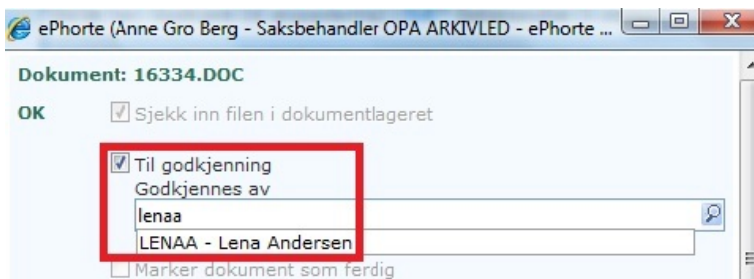 ePhorte (Anne Gro Berg - Saksbehandler OPA ARKIVLED - ePhorte ...
Dokument: 16334.DOC
OK
Sjekk inn filen i dokumentlageret
Til godkjenning
Godkjennes av
lenaa
LENAA - Lena Andersen
Marker dokument som ferdig